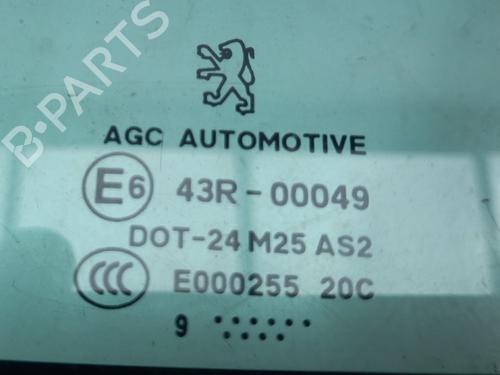 B-PARTS
AGC AUTOMOTIVE
E6 43R-00049
DOT-24 M25 AS2
CCC E000255 20C
9 ...........